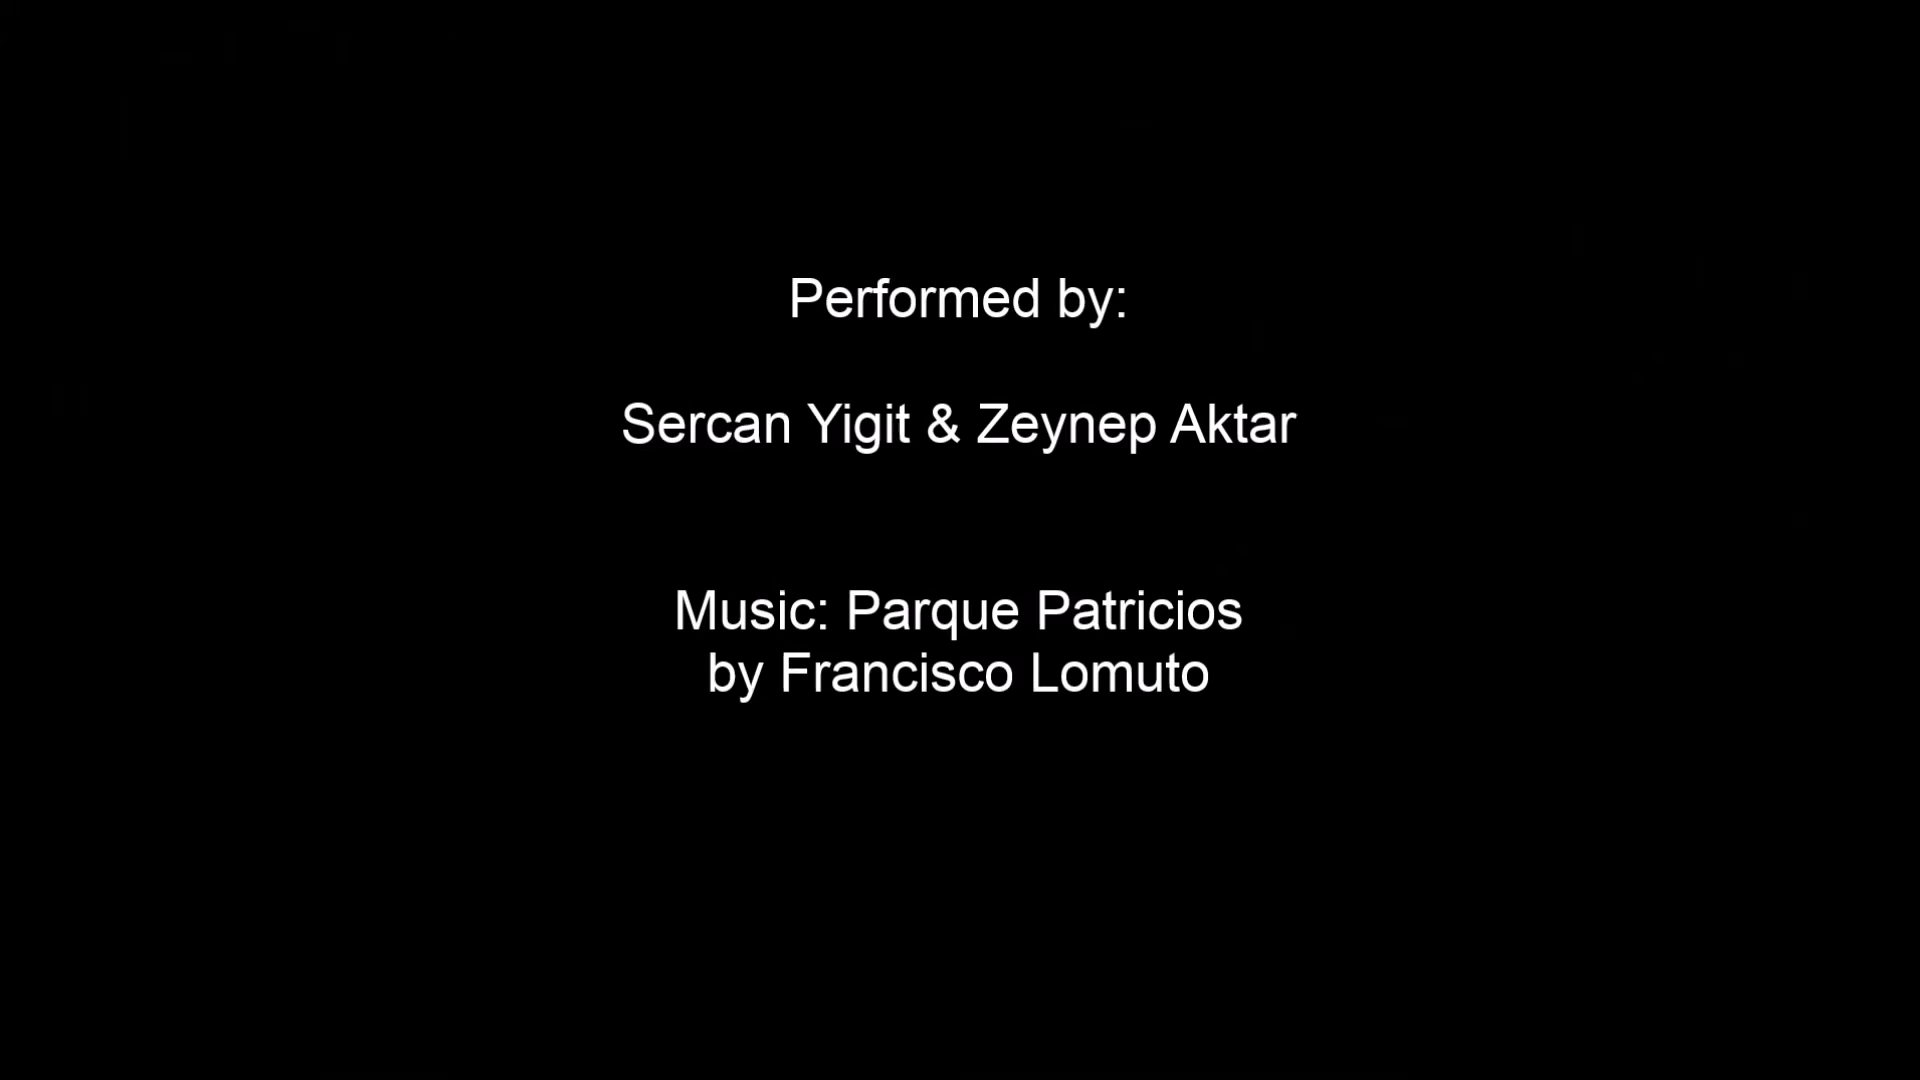 Performed by:
Sercan Yigit & Zeynep Aktar
Music: Parque Patricios
by Francisco Lomuto